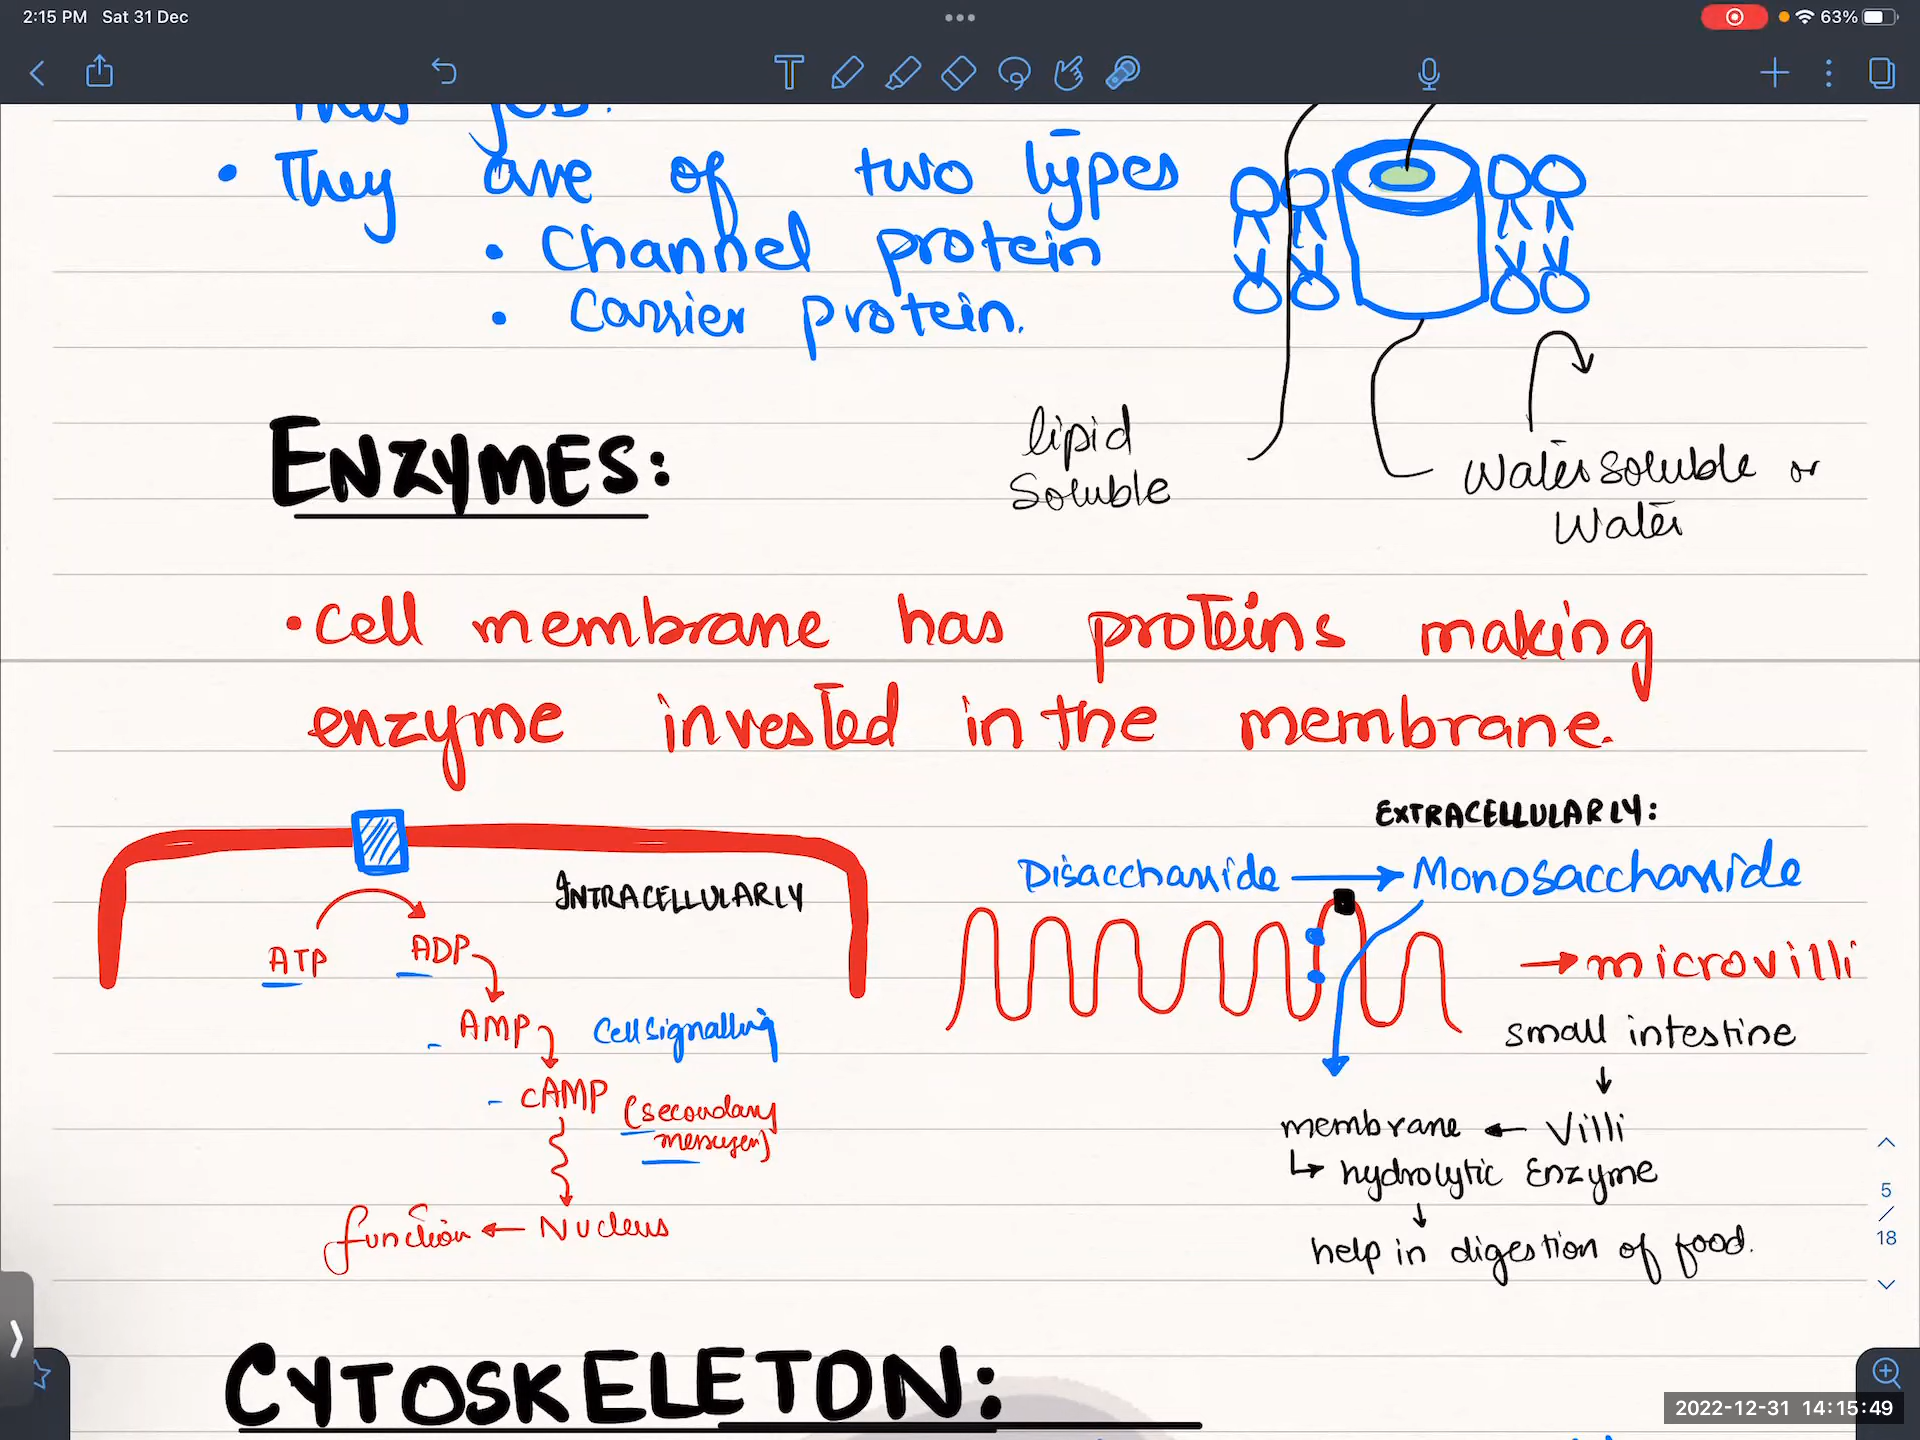 2:15 PM Sat 31 Dec
63%
This job.
• They are of two types
• Channel protein
• Carrier protein.
lipid
Soluble
Water soluble or
Water
ENZYMES:
• Cell membrane has proteins making
enzyme invested in the membrane.
INTRACELLULARLY
ATP
ADP
AMP
Cell signalling
cAMP (secondary
messenger)
function ← Nucleus
EXTRACELLULARLY:
Disaccharide → Monosaccharide
→ microvilli
small intestine
↓
membrane ← Villi
↳ hydrolytic Enzyme
↓
help in digestion of food.
5
/
18
CYTOSKELETON:
2022-12-31 14:15:49